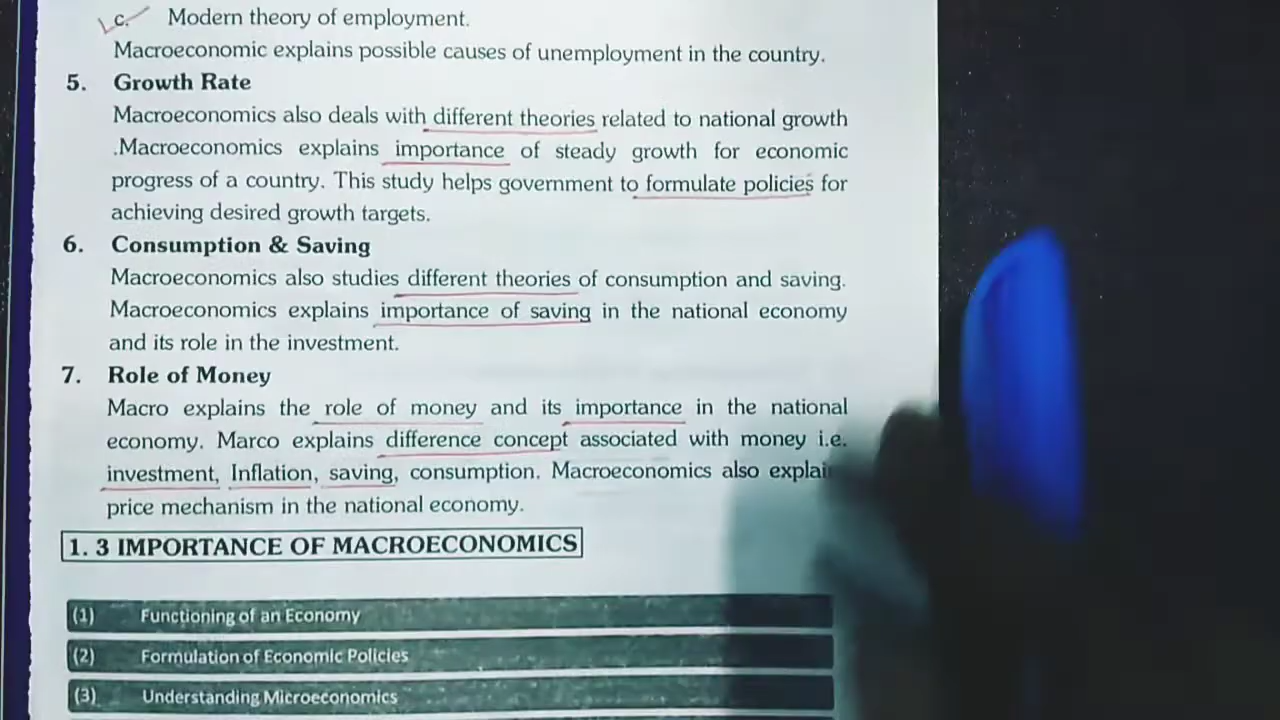 c. Modern theory of employment.
Macroeconomic explains possible causes of unemployment in the country.
5. Growth Rate
Macroeconomics also deals with different theories related to national growth
.Macroeconomics explains importance of steady growth for economic
progress of a country. This study helps government to formulate policies for
achieving desired growth targets.
6. Consumption & Saving
Macroeconomics also studies different theories of consumption and saving.
Macroeconomics explains importance of saving in the national economy
and its role in the investment.
7. Role of Money
Macro explains the role of money and its importance in the national
economy. Marco explains difference concept associated with money i.e.
investment, Inflation, saving, consumption. Macroeconomics also explai
price mechanism in the national economy.
1. 3 IMPORTANCE OF MACROECONOMICS
(1) Functioning of an Economy
(2) Formulation of Economic Policies
(3) Understanding Microeconomics